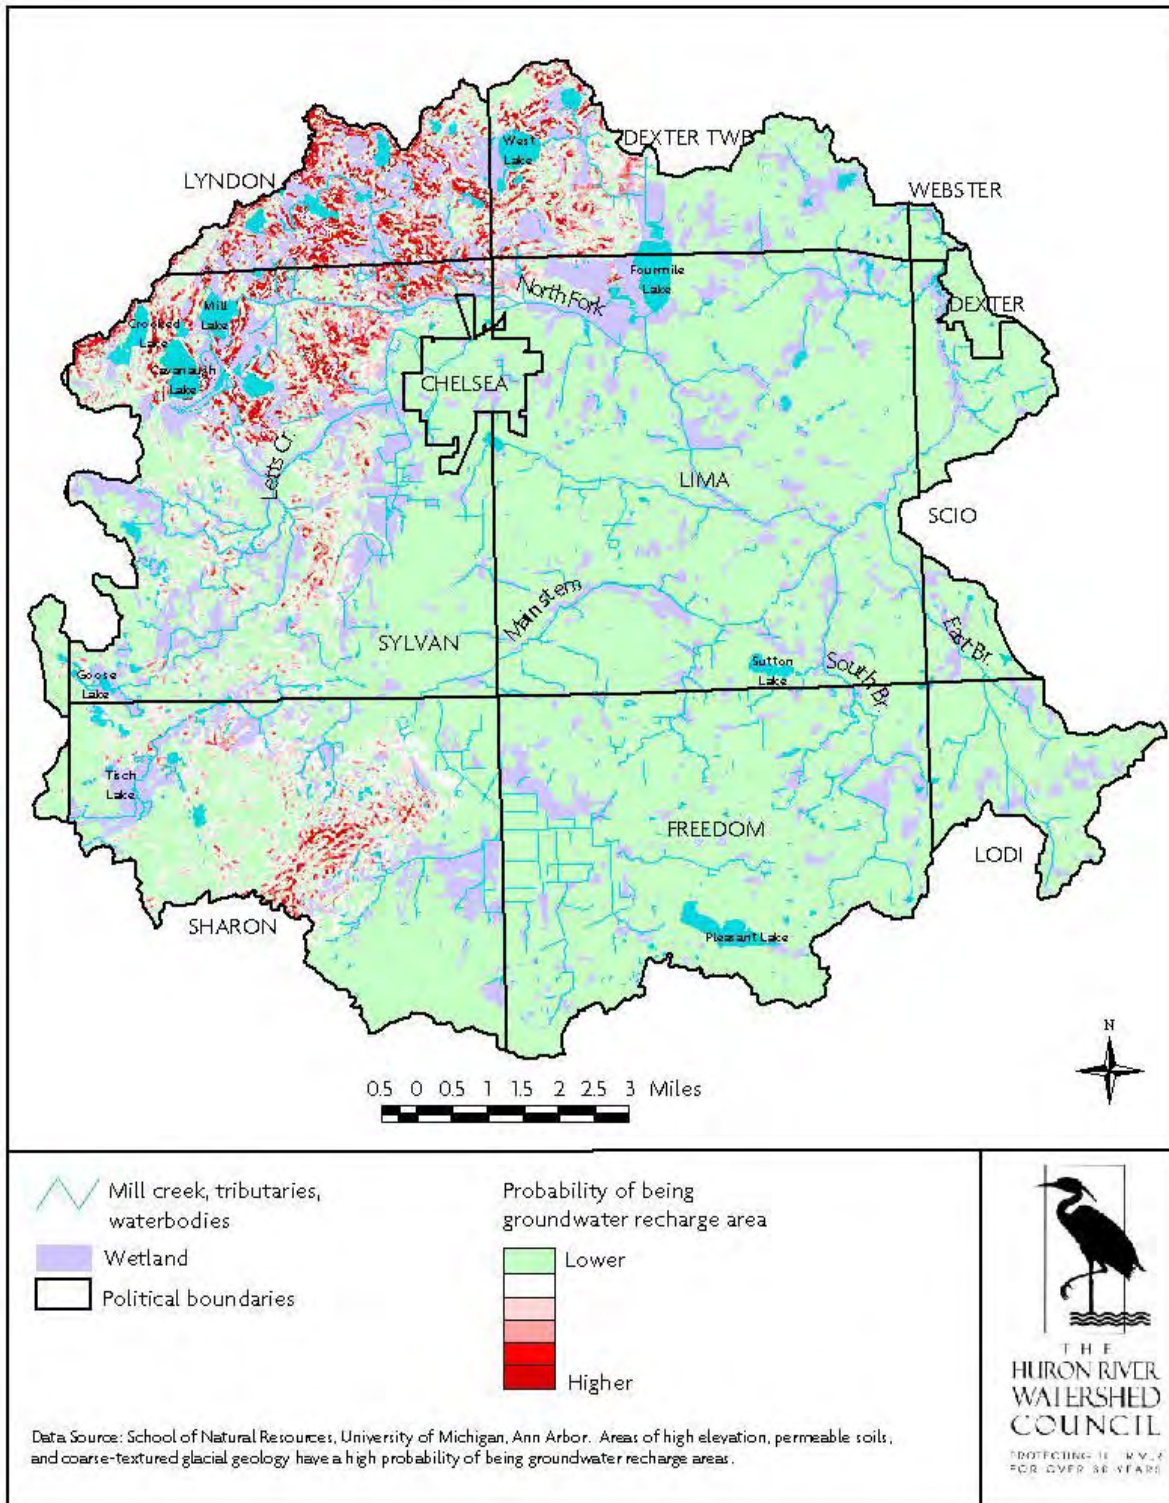 West
Lake
DEXTER TWP
LYNDON
WEBSTER
Fourmile
Lake
North Fork
DEXTER
Mill
Lake
Crooked
Lake
Cavanaugh
Lake
CHELSEA
Letts Cr.
LIMA
SCIO
Mainstem
SYLVAN
East Br.
Sutton
Lake
South Br.
Goose
Lake
Tisch
Lake
FREEDOM
LODI
SHARON
Pleasant Lake
N
0.5 0 0.5 1 1.5 2 2.5 3 Miles
Mill creek, tributaries,
waterbodies
Wetland
Political boundaries
Probability of being
groundwater recharge area
Lower
Higher
Data Source: School of Natural Resources, University of Michigan, Ann Arbor. Areas of high elevation, permeable soils,
and coarse-textured glacial geology have a high probability of being groundwater recharge areas.
THE
HURON RIVER
WATERSHED
COUNCIL
PROTECTING
FOR OVER YEARS